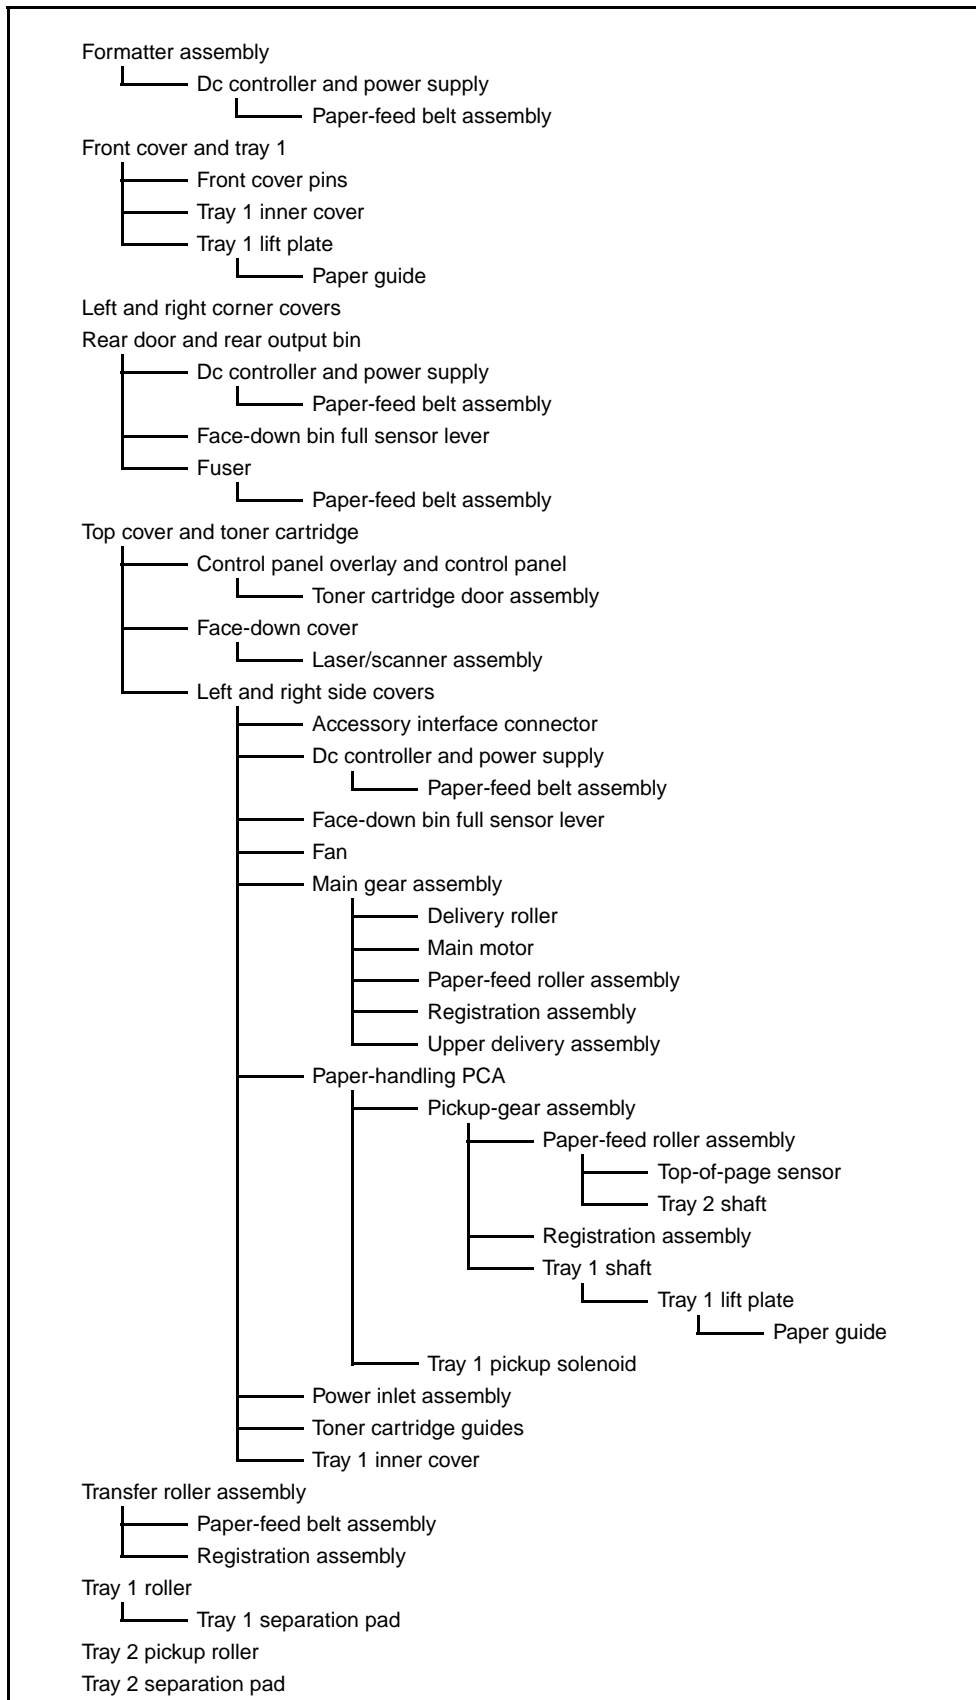 Formatter assembly
Dc controller and power supply
Paper-feed belt assembly
Front cover and tray 1
Front cover pins
Tray 1 inner cover
Tray 1 lift plate
Paper guide
Left and right corner covers
Rear door and rear output bin
Dc controller and power supply
Paper-feed belt assembly
Face-down bin full sensor lever
Fuser
Paper-feed belt assembly
Top cover and toner cartridge
Control panel overlay and control panel
Toner cartridge door assembly
Face-down cover
Laser/scanner assembly
Left and right side covers
Accessory interface connector
Dc controller and power supply
Paper-feed belt assembly
Face-down bin full sensor lever
Fan
Main gear assembly
Delivery roller
Main motor
Paper-feed roller assembly
Registration assembly
Upper delivery assembly
Paper-handling PCA
Pickup-gear assembly
Paper-feed roller assembly
Top-of-page sensor
Tray 2 shaft
Registration assembly
Tray 1 shaft
Tray 1 lift plate
Paper guide
Tray 1 pickup solenoid
Power inlet assembly
Toner cartridge guides
Tray 1 inner cover
Transfer roller assembly
Paper-feed belt assembly
Registration assembly
Tray 1 roller
Tray 1 separation pad
Tray 2 pickup roller
Tray 2 separation pad